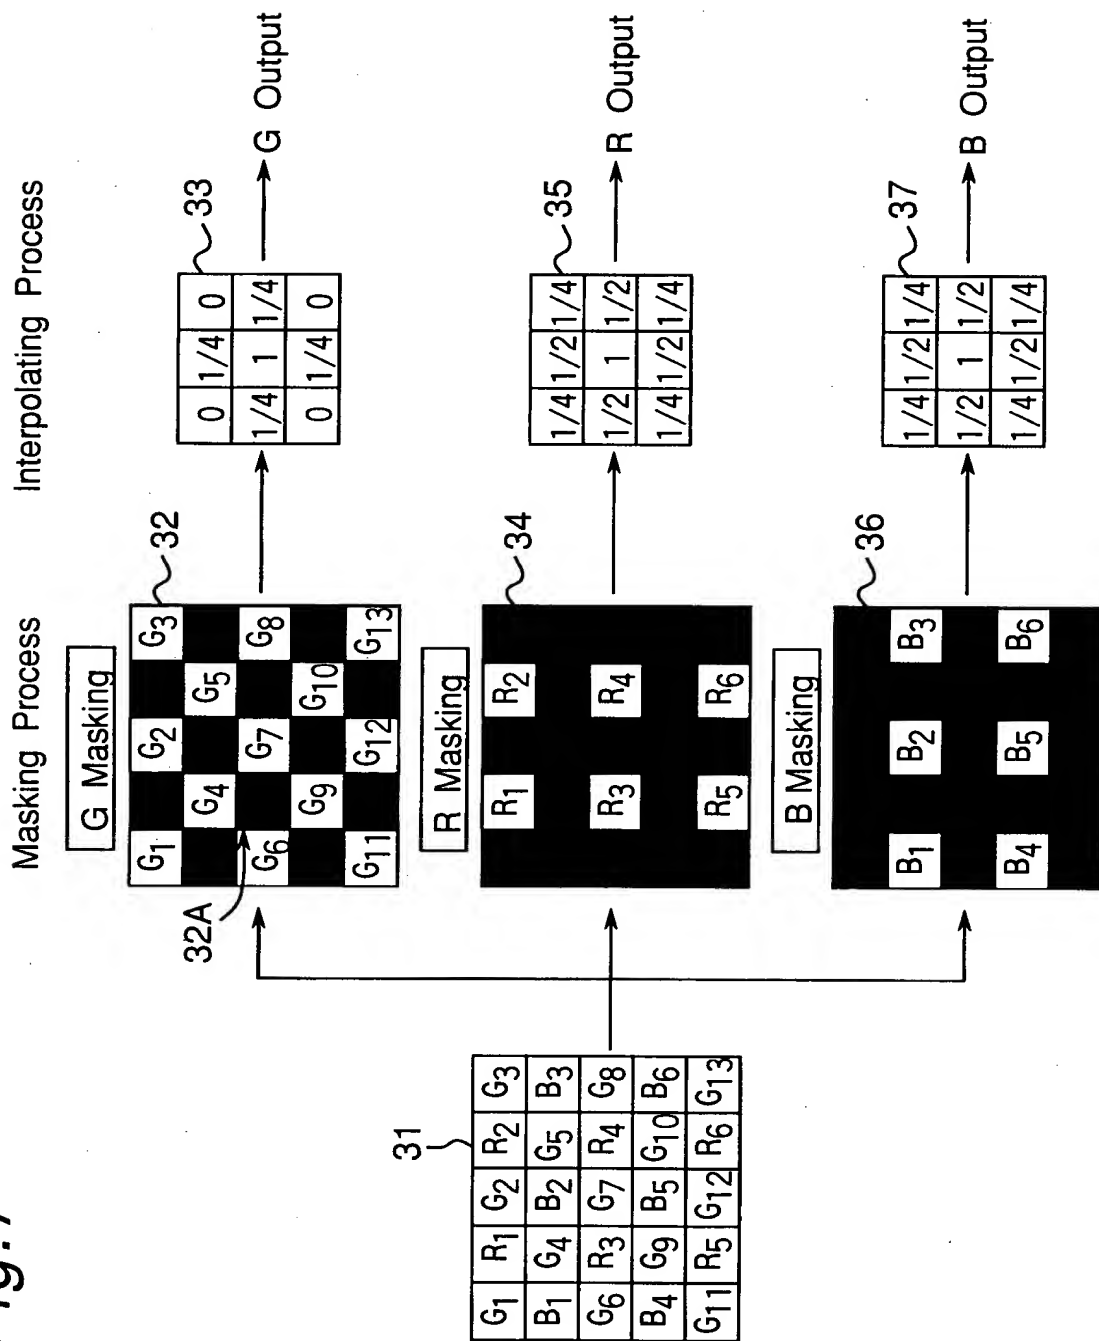 ig. 7
Masking Process
Interpolating Process
31
G1 R1 G2 R2 G3
B1 G4 B2 G5 B3
G6 R3 G7 R4 G8
B4 G9 B5 G10 B6
G11 R5 G12 R6 G13
G Masking
32
32A
G1 G2 G3
G4 G5
G6 G7 G8
G9 G10
G11 G12 G13
33
0 1/4 0
1/4 1 1/4
0 1/4 0
G Output
R Masking
34
R1 R2
R3 R4
R5 R6
35
1/4 1/2 1/4
1/2 1 1/2
1/4 1/2 1/4
R Output
B Masking
36
B1 B2 B3
B4 B5 B6
37
1/4 1/2 1/4
1/2 1 1/2
1/4 1/2 1/4
B Output